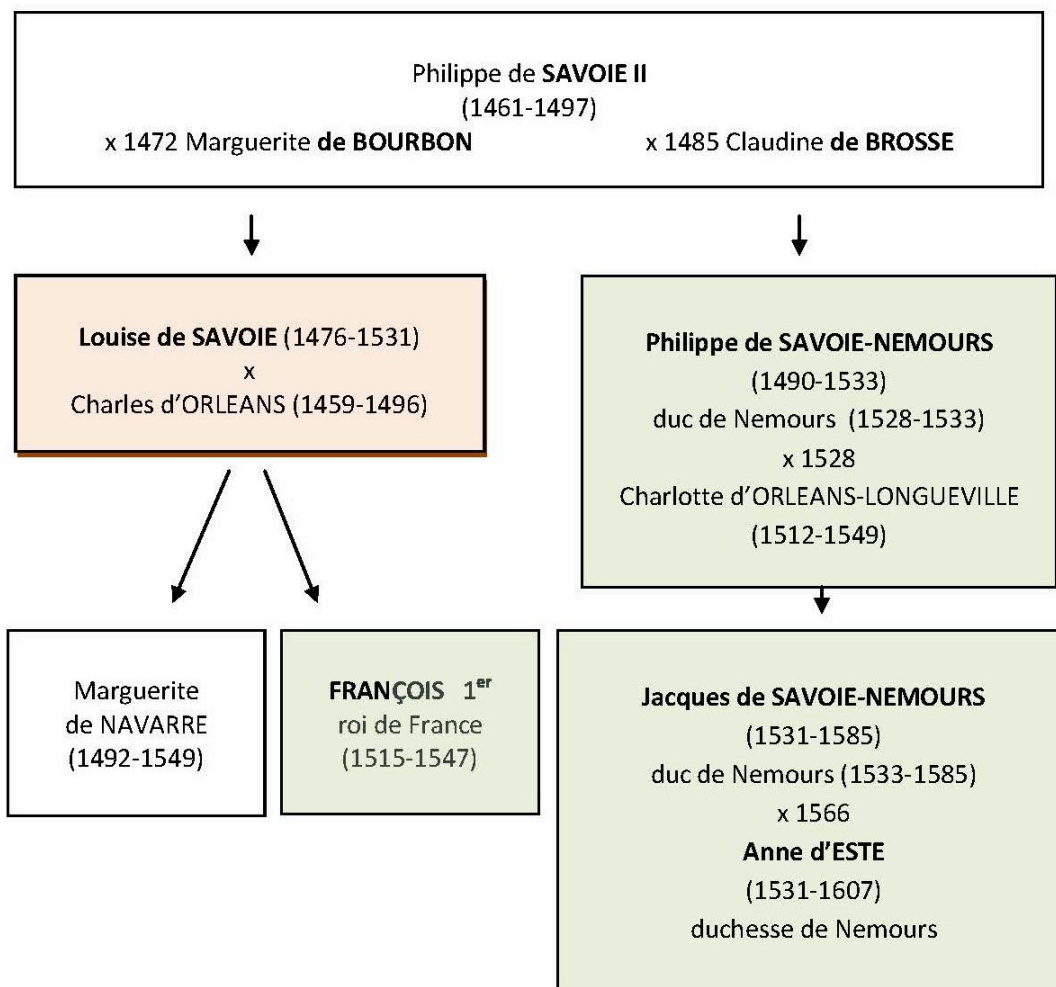 Philippe de SAVOIE II
(1461-1497)
x 1472 Marguerite de BOURBON x 1485 Claudine de BROSSE
Louise de SAVOIE (1476-1531)
x
Charles d’ORLEANS (1459-1496)
Philippe de SAVOIE-NEMOURS
(1490-1533)
duc de Nemours (1528-1533)
x 1528
Charlotte d’ORLEANS-LONGUEVILLE
(1512-1549)
Marguerite
de NAVARRE
(1492-1549)
FRANÇOIS 1er
roi de France
(1515-1547)
Jacques de SAVOIE-NEMOURS
(1531-1585)
duc de Nemours (1533-1585)
x 1566
Anne d’ESTE
(1531-1607)
duchesse de Nemours